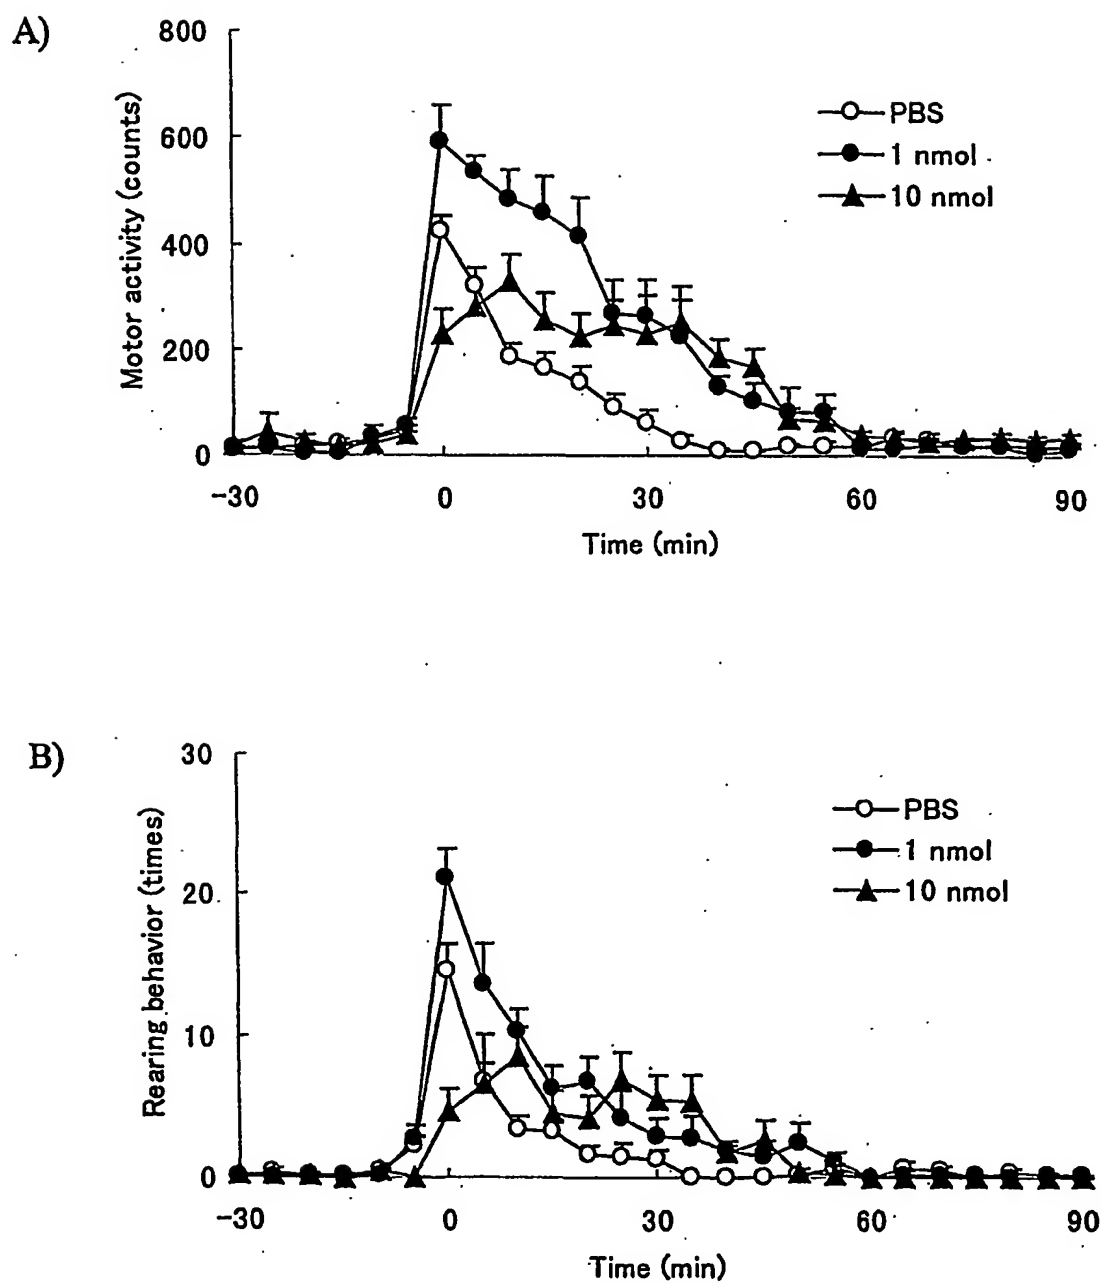 A)
800
600
400
200
0
Motor activity (counts)
PBS
1 nmol
10 nmol
-30
0
30
60
90
Time (min)
B)
30
20
10
0
Rearing behavior (times)
PBS
1 nmol
10 nmol
-30
0
30
60
90
Time (min)